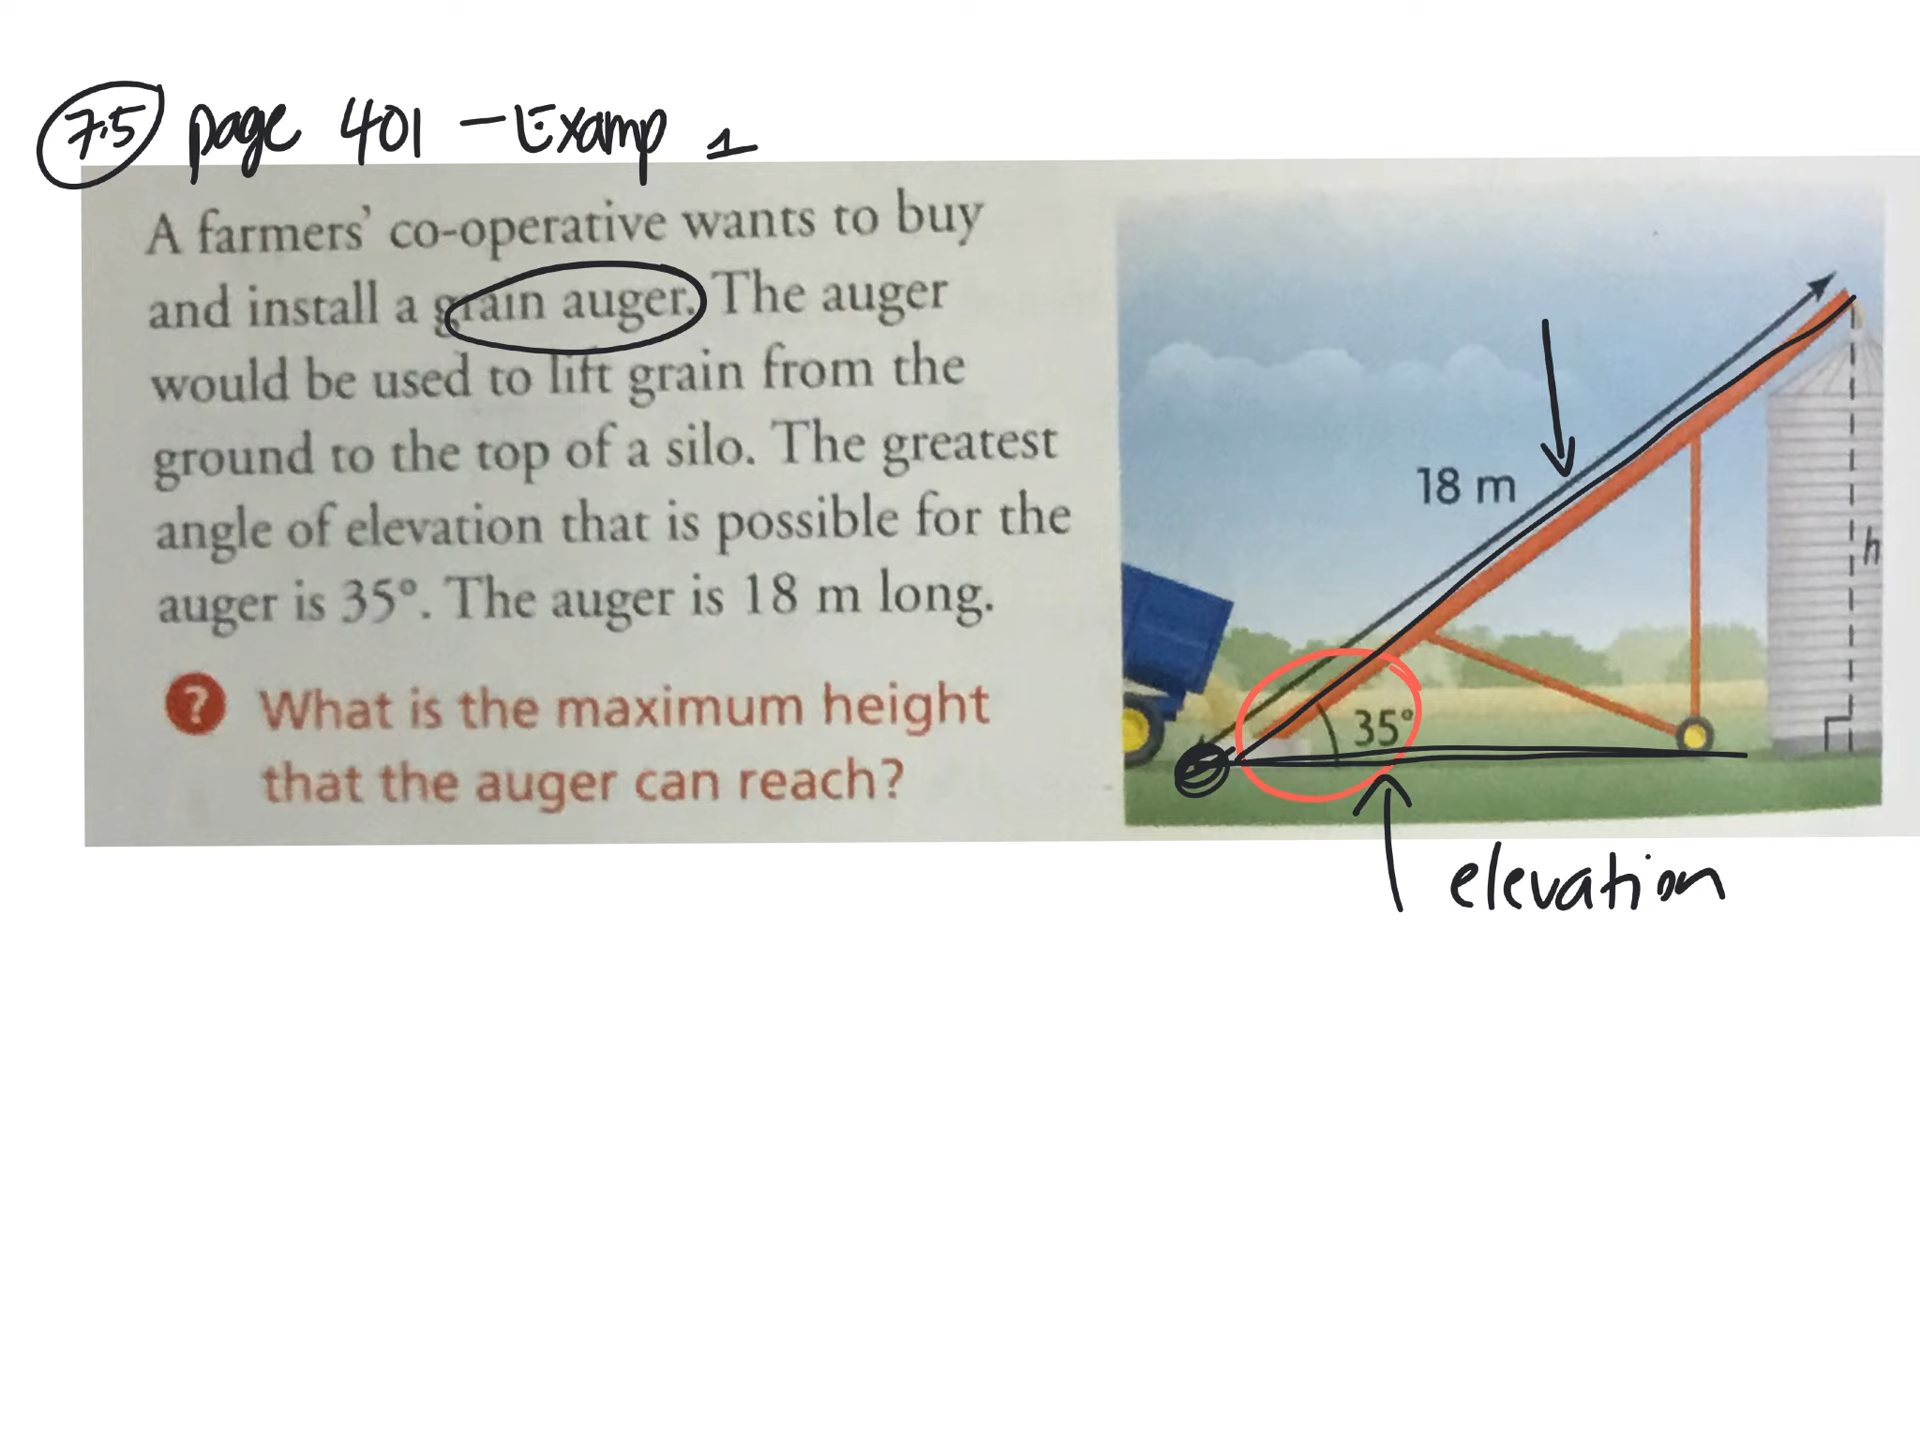 7.5 page 401 - Examp 1
A farmers' co-operative wants to buy
and install a grain auger. The auger
would be used to lift grain from the
ground to the top of a silo. The greatest
angle of elevation that is possible for the
auger is 35°. The auger is 18 m long.
? What is the maximum height
that the auger can reach?
18 m
h
35°
elevation